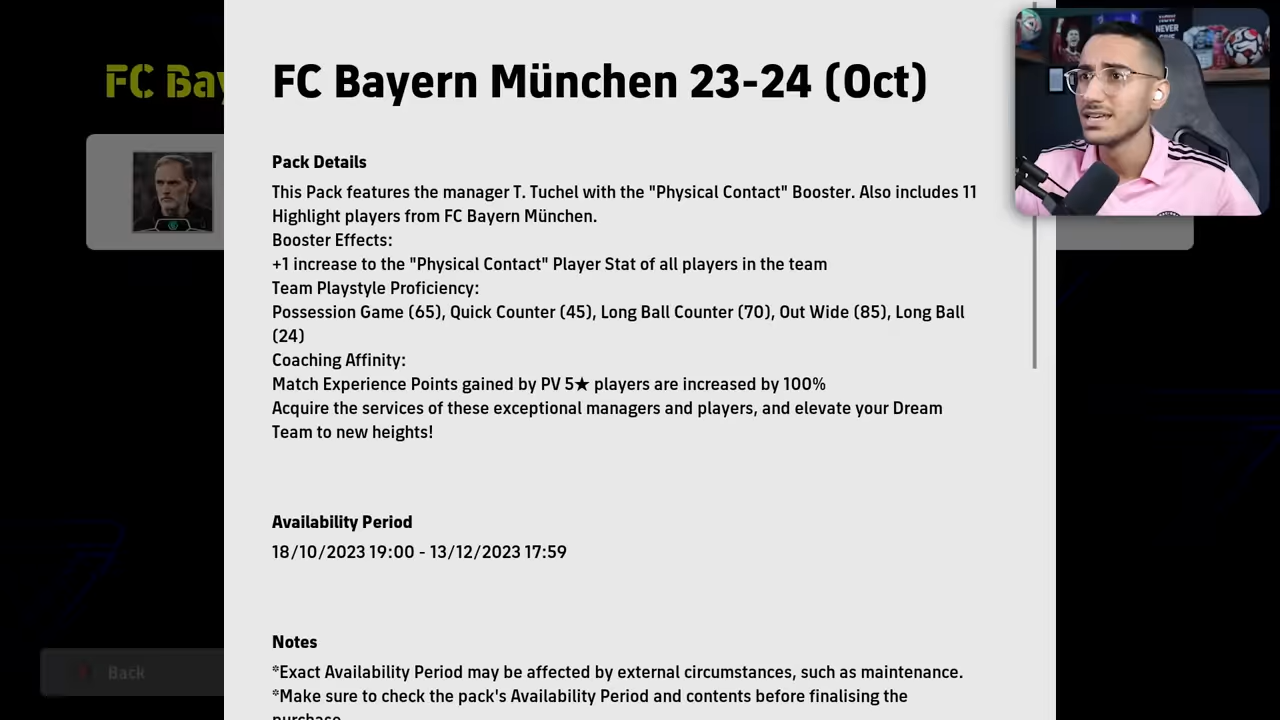 FC Bay
FC Bayern München 23-24 (Oct)
NEVER
Pack Details
This Pack features the manager T. Tuchel with the "Physical Contact" Booster. Also includes 11
Highlight players from FC Bayern München.
Booster Effects:
+1 increase to the "Physical Contact" Player Stat of all players in the team
Team Playstyle Proficiency:
Possession Game (65), Quick Counter (45), Long Ball Counter (70), Out Wide (85), Long Ball
(24)
Coaching Affinity:
Match Experience Points gained by PV 5★ players are increased by 100%
Acquire the services of these exceptional managers and players, and elevate your Dream
Team to new heights!
Availability Period
18/10/2023 19:00 - 13/12/2023 17:59
Notes
*Exact Availability Period may be affected by external circumstances, such as maintenance.
Back
*Make sure to check the pack's Availability Period and contents before finalising the
purchase.